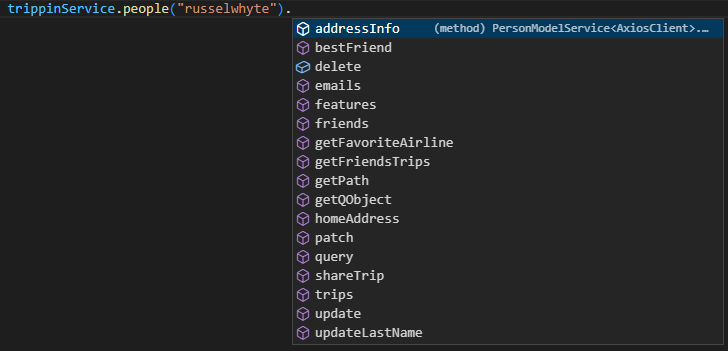 trippinService.people("russelwhyte").
addressInfo (method) PersonModelService<AxiosClient>.…
bestFriend
delete
emails
features
friends
getFavoriteAirline
getFriendsTrips
getPath
getQObject
homeAddress
patch
query
shareTrip
trips
update
updateLastName